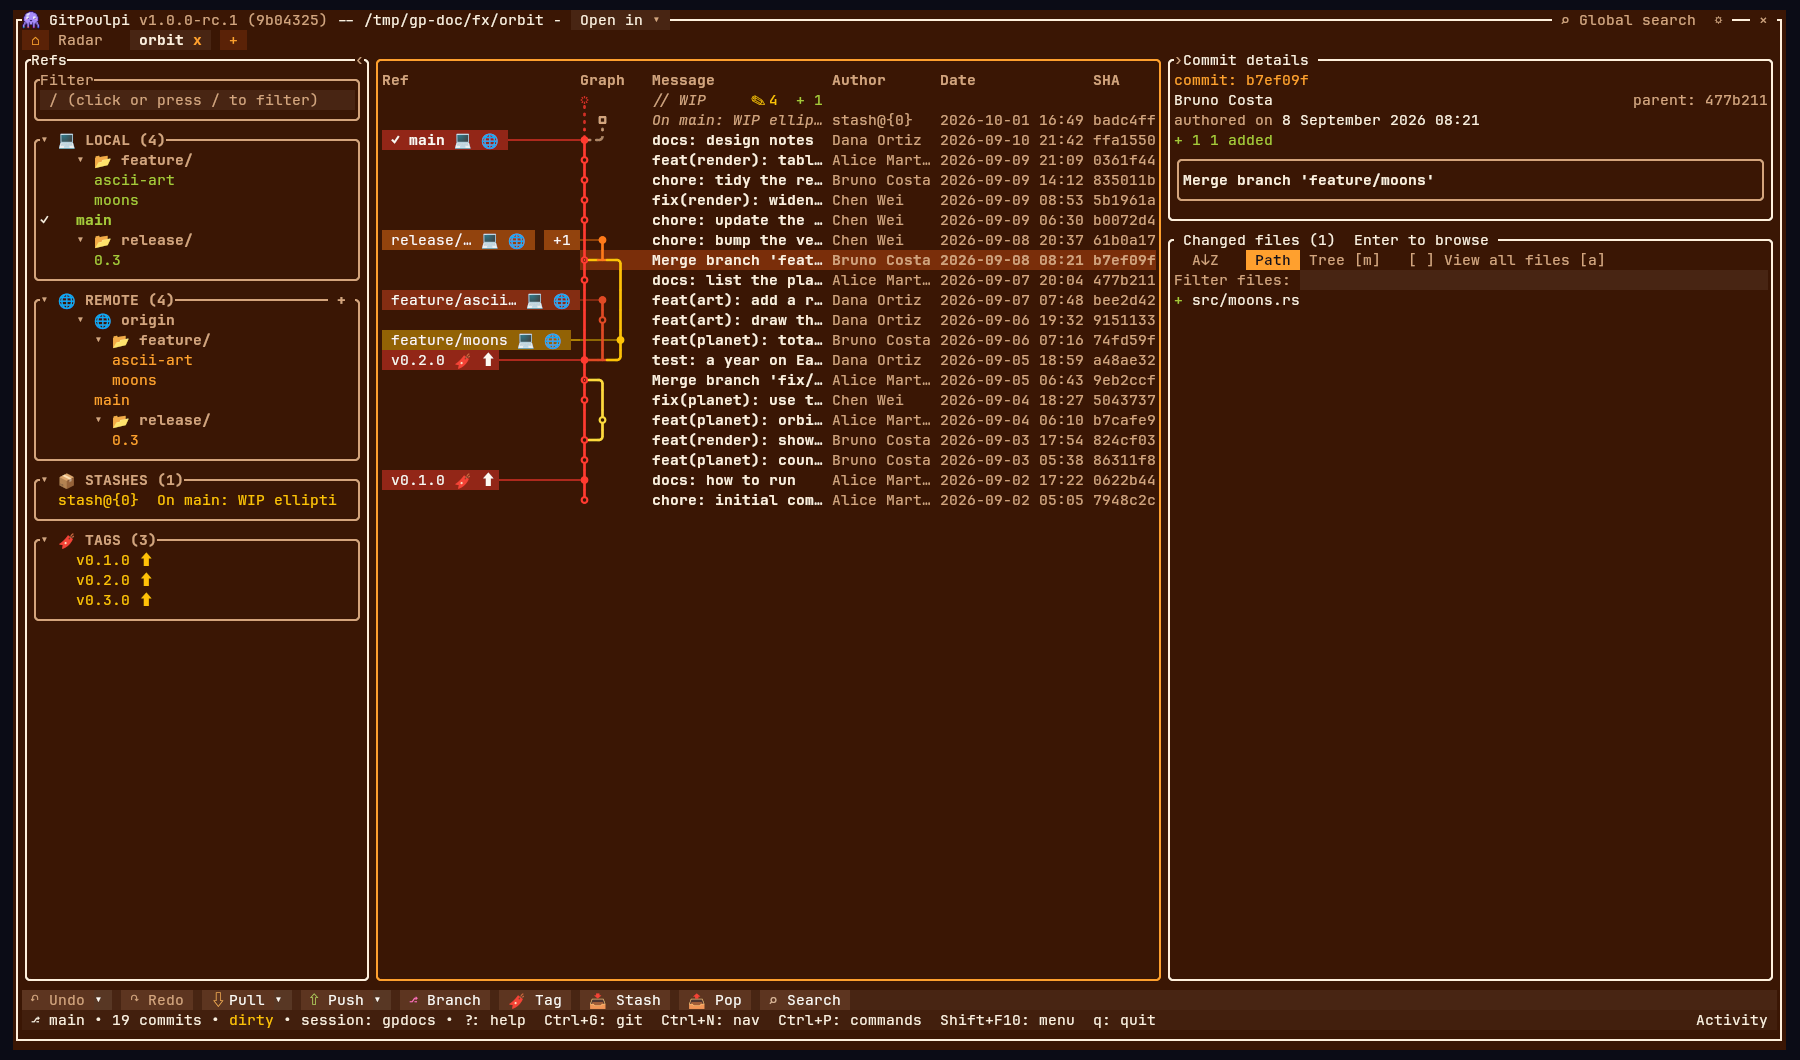 GitPoulpi v1.0.0-rc.1 (9b04325) -- /tmp/gp-doc/fx/orbit - Open in ▾ ⌕ Global search ⚙ ×
⌂ Radar orbit x +
Refs ‹
Filter
/ (click or press / to filter)
▾ 💻 LOCAL (4)
▾ 📂 feature/
ascii-art
moons
✓ main
▾ 📂 release/
0.3
▾ 🌐 REMOTE (4) +
▾ 🌐 origin
▾ 📂 feature/
ascii-art
moons
main
▾ 📂 release/
0.3
▾ 📦 STASHES (1)
stash@{0} On main: WIP ellipti
▾ 🔖 TAGS (3)
v0.1.0 ⬆
v0.2.0 ⬆
v0.3.0 ⬆
Ref Graph Message Author Date SHA
// WIP ✎ 4 + 1
On main: WIP ellip… stash@{0} 2026-10-01 16:49 badc4ff
✓ main 💻 🌐 docs: design notes Dana Ortiz 2026-09-10 21:42 ffa1550
feat(render): tabl… Alice Mart… 2026-09-09 21:09 0361f44
chore: tidy the re… Bruno Costa 2026-09-09 14:12 835011b
fix(render): widen… Chen Wei 2026-09-09 08:53 5b1961a
chore: update the … Chen Wei 2026-09-09 06:30 b0072d4
release/… 💻 🌐 +1 chore: bump the ve… Chen Wei 2026-09-08 20:37 61b0a17
Merge branch 'feat… Bruno Costa 2026-09-08 08:21 b7ef09f
docs: list the pla… Alice Mart… 2026-09-07 20:04 477b211
feature/ascii… 💻 🌐 feat(art): add a r… Dana Ortiz 2026-09-07 07:48 bee2d42
feat(art): draw th… Dana Ortiz 2026-09-06 19:32 9151133
feature/moons 💻 🌐 feat(planet): tota… Bruno Costa 2026-09-06 07:16 74fd59f
v0.2.0 🔖 ⬆ test: a year on Ea… Dana Ortiz 2026-09-05 18:59 a48ae32
Merge branch 'fix/… Alice Mart… 2026-09-05 06:43 9eb2ccf
fix(planet): use t… Chen Wei 2026-09-04 18:27 5043737
feat(planet): orbi… Alice Mart… 2026-09-04 06:10 b7cafe9
feat(render): show… Bruno Costa 2026-09-03 17:54 824cf03
feat(planet): coun… Bruno Costa 2026-09-03 05:38 86311f8
v0.1.0 🔖 ⬆ docs: how to run Alice Mart… 2026-09-02 17:22 0622b44
chore: initial com… Alice Mart… 2026-09-02 05:05 7948c2c
› Commit details
commit: b7ef09f
Bruno Costa parent: 477b211
authored on 8 September 2026 08:21
+ 1 1 added
Merge branch 'feature/moons'
Changed files (1) Enter to browse
A↓Z Path Tree [m] [ ] View all files [a]
Filter files:
+ src/moons.rs
↶ Undo ▾ ↷ Redo ⇩ Pull ▾ ⇧ Push ▾ ⎇ Branch 🔖 Tag 📥 Stash 📤 Pop ⌕ Search
⎇ main • 19 commits • dirty • session: gpdocs • ?: help Ctrl+G: git Ctrl+N: nav Ctrl+P: commands Shift+F10: menu q: quit Activity